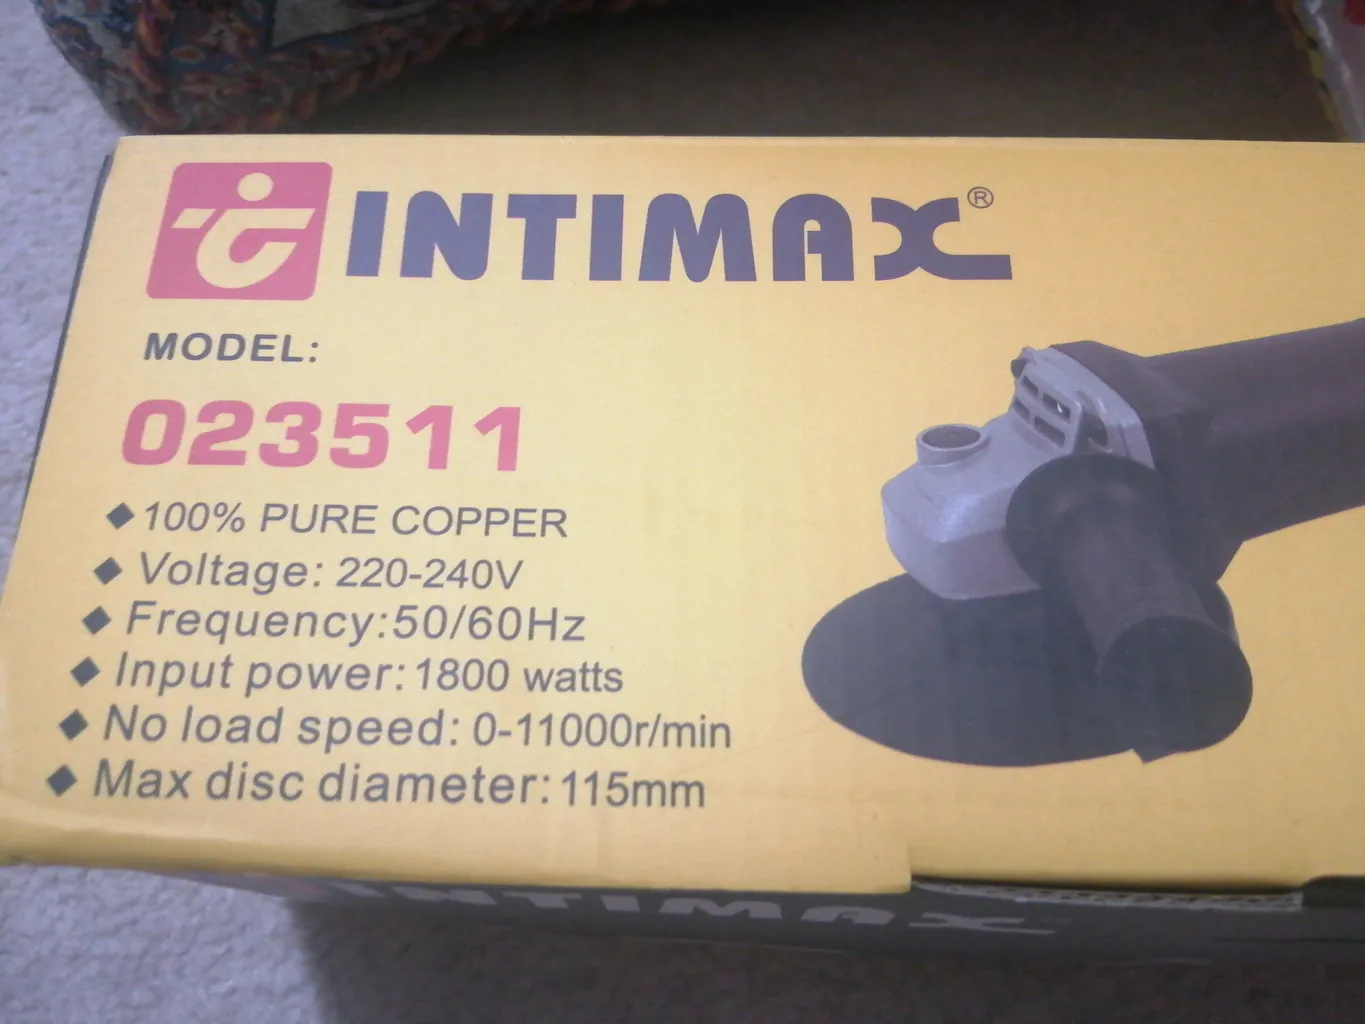 INTIMAX®
MODEL:
023511
◆ 100% PURE COPPER
◆ Voltage: 220-240V
◆ Frequency:50/60Hz
◆ Input power: 1800 watts
◆ No load speed: 0-11000r/min
◆ Max disc diameter: 115mm
INTIMAX